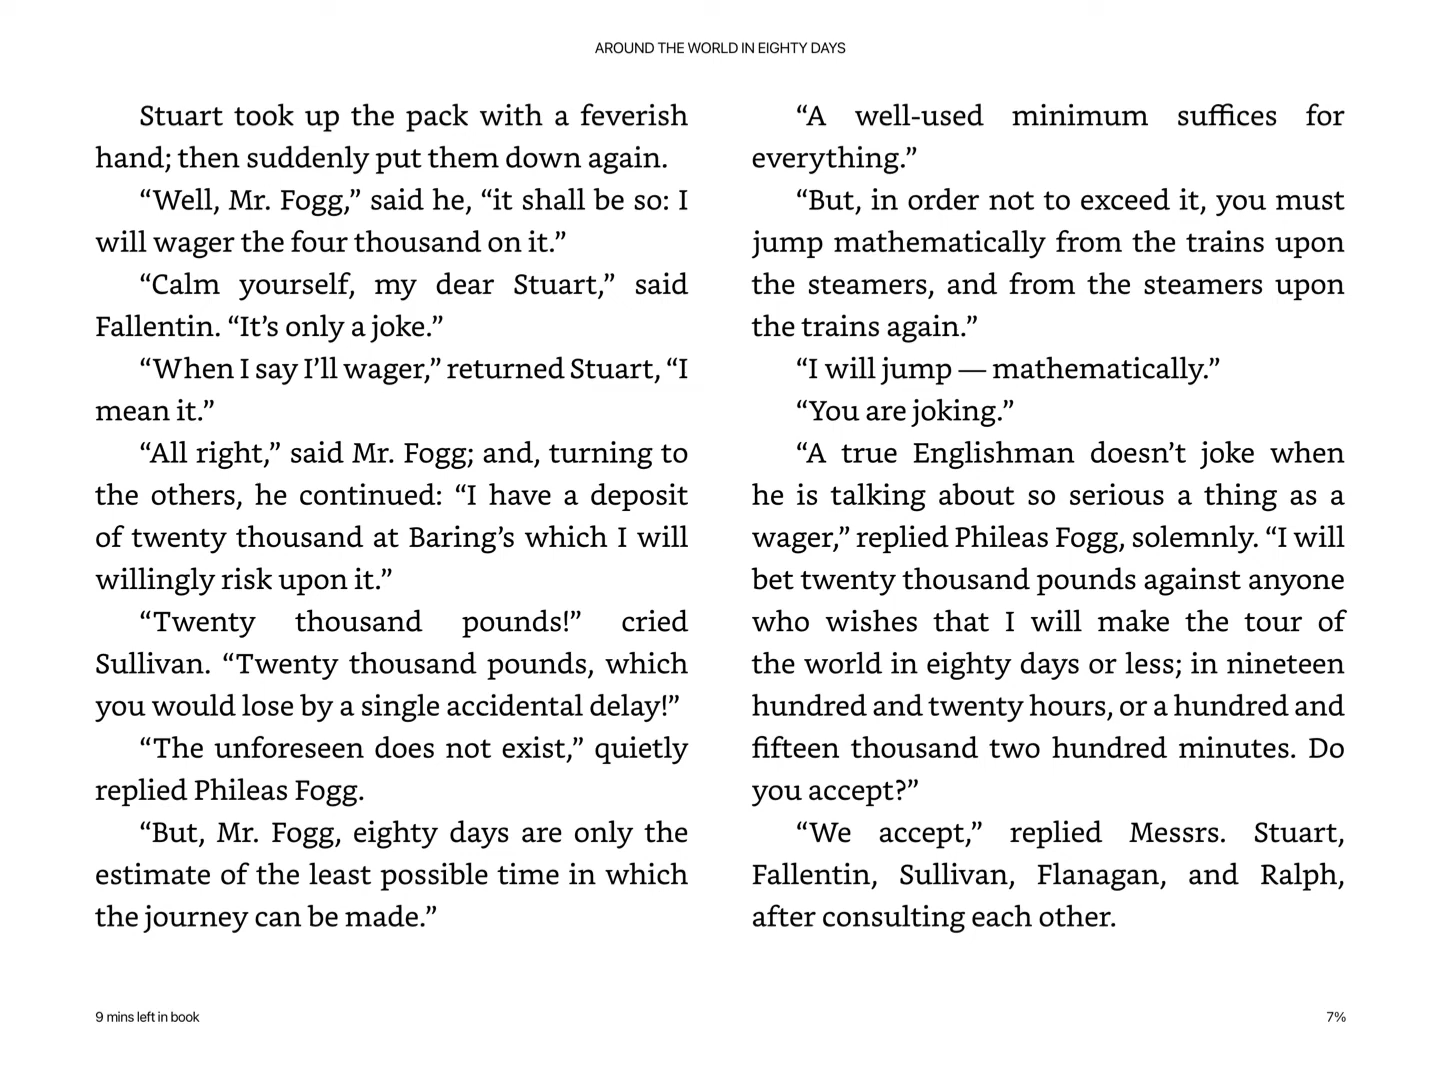 AROUND THE WORLD IN EIGHTY DAYS
Stuart took up the pack with a feverish
hand; then suddenly put them down again.
“Well, Mr. Fogg,” said he, “it shall be so: I
will wager the four thousand on it.”
“Calm yourself, my dear Stuart,” said
Fallentin. “It’s only a joke.”
“When I say I’ll wager,” returned Stuart, “I
mean it.”
“All right,” said Mr. Fogg; and, turning to
the others, he continued: “I have a deposit
of twenty thousand at Baring’s which I will
willingly risk upon it.”
“Twenty thousand pounds!” cried
Sullivan. “Twenty thousand pounds, which
you would lose by a single accidental delay!”
“The unforeseen does not exist,” quietly
replied Phileas Fogg.
“But, Mr. Fogg, eighty days are only the
estimate of the least possible time in which
the journey can be made.”
“A well-used minimum suffices for
everything.”
“But, in order not to exceed it, you must
jump mathematically from the trains upon
the steamers, and from the steamers upon
the trains again.”
“I will jump — mathematically.”
“You are joking.”
“A true Englishman doesn’t joke when
he is talking about so serious a thing as a
wager,” replied Phileas Fogg, solemnly. “I will
bet twenty thousand pounds against anyone
who wishes that I will make the tour of
the world in eighty days or less; in nineteen
hundred and twenty hours, or a hundred and
fifteen thousand two hundred minutes. Do
you accept?”
“We accept,” replied Messrs. Stuart,
Fallentin, Sullivan, Flanagan, and Ralph,
after consulting each other.
9 mins left in book
7%